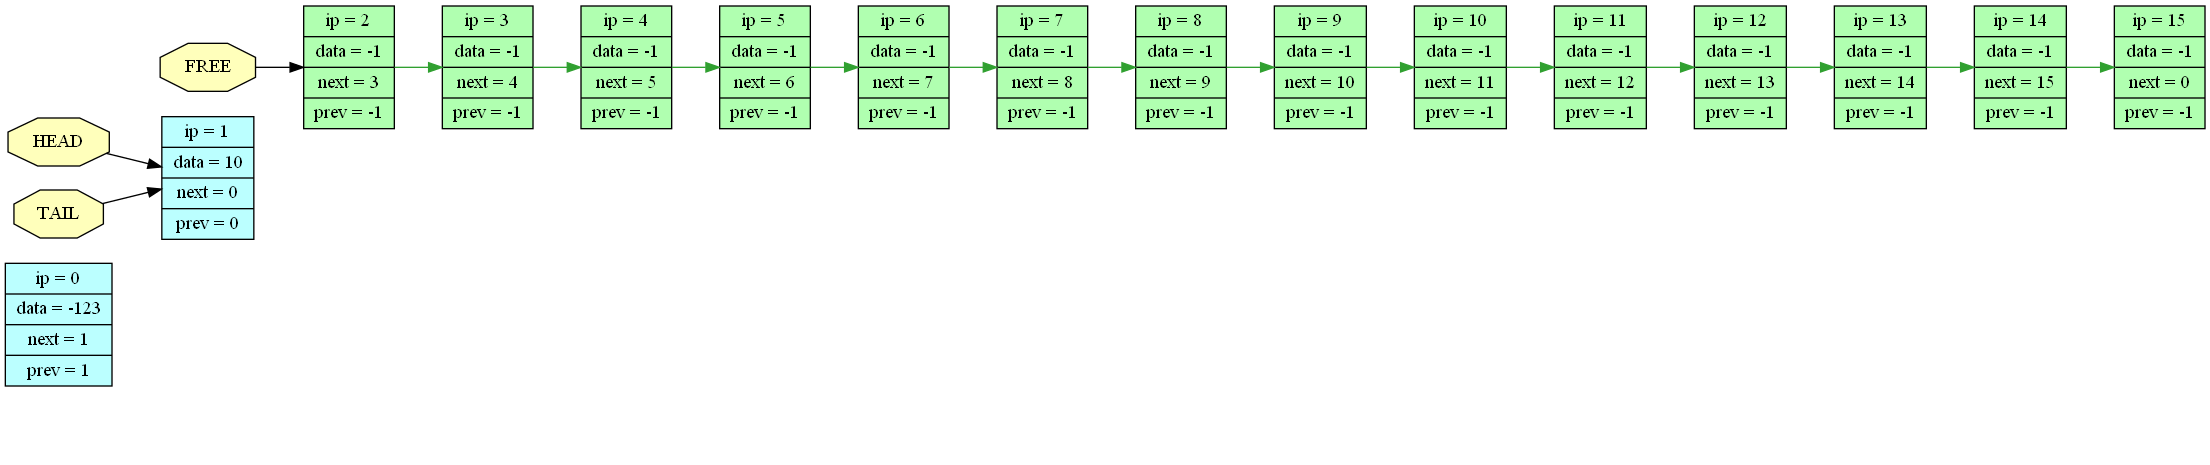 FREE
ip = 2
data = -1
next = 3
prev = -1
ip = 3
data = -1
next = 4
prev = -1
ip = 4
data = -1
next = 5
prev = -1
ip = 5
data = -1
next = 6
prev = -1
ip = 6
data = -1
next = 7
prev = -1
ip = 7
data = -1
next = 8
prev = -1
ip = 8
data = -1
next = 9
prev = -1
ip = 9
data = -1
next = 10
prev = -1
ip = 10
data = -1
next = 11
prev = -1
ip = 11
data = -1
next = 12
prev = -1
ip = 12
data = -1
next = 13
prev = -1
ip = 13
data = -1
next = 14
prev = -1
ip = 14
data = -1
next = 15
prev = -1
ip = 15
data = -1
next = 0
prev = -1
HEAD
TAIL
ip = 1
data = 10
next = 0
prev = 0
ip = 0
data = -123
next = 1
prev = 1